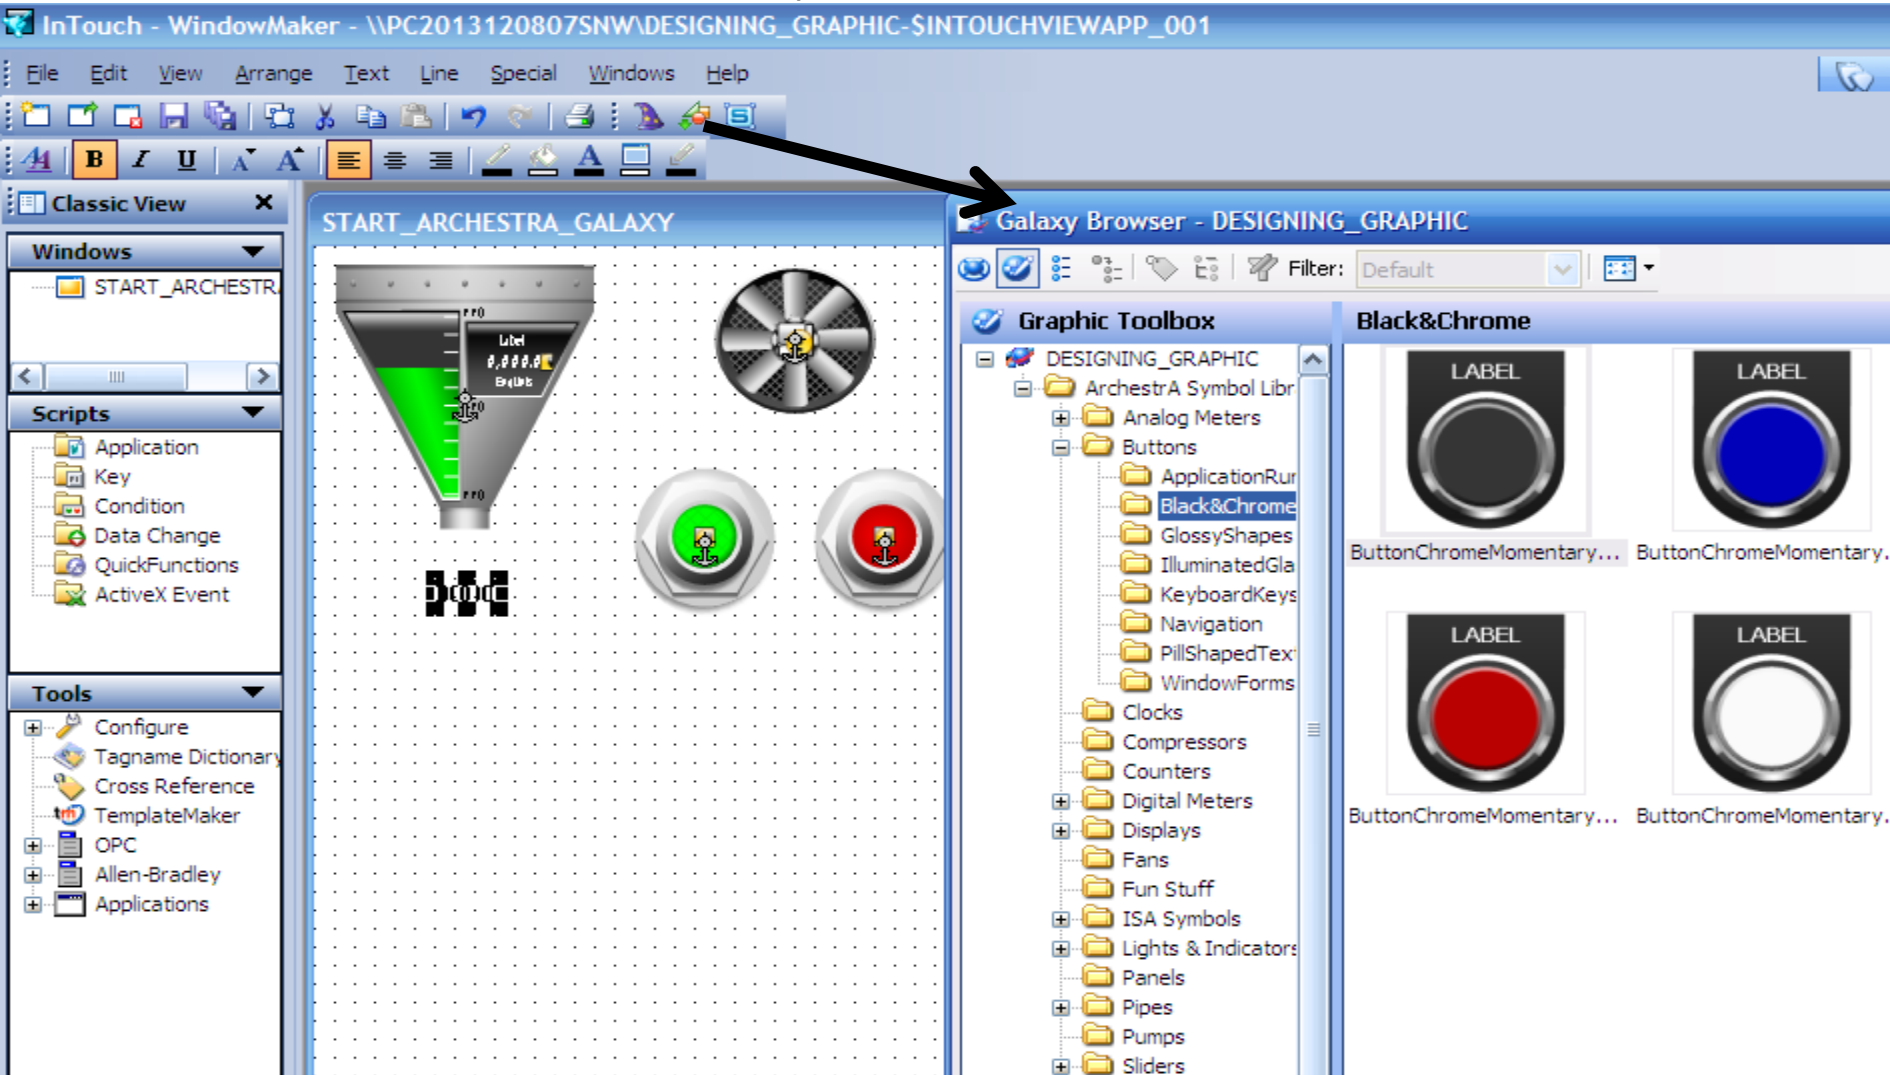 InTouch - WindowMaker - \\PC2013120807SNW\DESIGNING_GRAPHIC-$INTOUCHVIEWAPP_001
File Edit View Arrange Text Line Special Windows Help
B I U A A A
Classic View
Windows
START_ARCHESTR
Scripts
Application
Key
Condition
Data Change
QuickFunctions
ActiveX Event
Tools
Configure
Tagname Dictionary
Cross Reference
TemplateMaker
OPC
Allen-Bradley
Applications
START_ARCHESTRA_GALAXY
Label
Galaxy Browser - DESIGNING_GRAPHIC
Filter: Default
Graphic Toolbox
DESIGNING_GRAPHIC
ArchestrA Symbol Libr
Analog Meters
Buttons
ApplicationRun
Black&Chrome
GlossyShapes
IlluminatedGla
KeyboardKeys
Navigation
PillShapedTex
WindowForms
Clocks
Compressors
Counters
Digital Meters
Displays
Fans
Fun Stuff
ISA Symbols
Lights & Indicators
Panels
Pipes
Pumps
Sliders
Black&Chrome
LABEL LABEL
ButtonChromeMomentary... ButtonChromeMomentary.
LABEL LABEL
ButtonChromeMomentary... ButtonChromeMomentary.